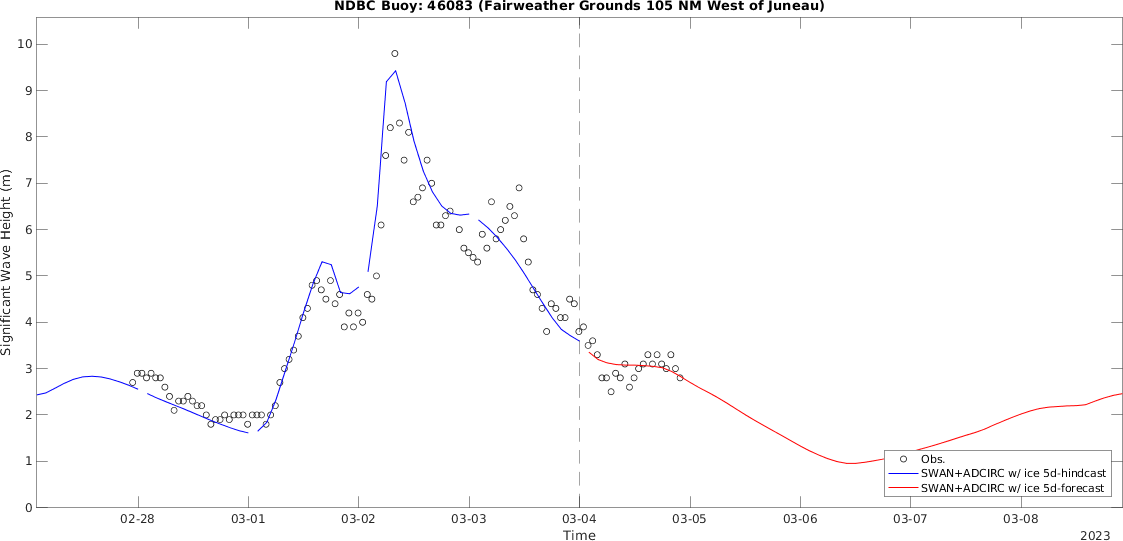 NDBC Buoy: 46083 (Fairweather Grounds 105 NM West of Juneau)
Significant Wave Height (m)
10
9
8
7
6
5
4
3
2
1
0
Obs.
SWAN+ADCIRC w/ ice 5d-hindcast
SWAN+ADCIRC w/ ice 5d-forecast
02-28 03-01 03-02 03-03 03-04 03-05 03-06 03-07 03-08
Time
2023